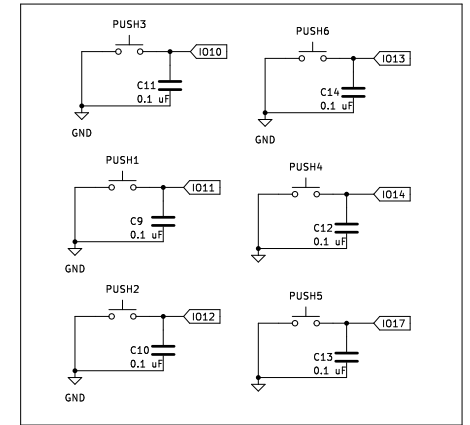 PUSH3
IO10
C11
0.1 uF
GND
PUSH6
IO13
C14
0.1 uF
GND
PUSH1
IO11
C9
0.1 uF
GND
PUSH4
IO14
C12
0.1 uF
PUSH2
IO12
C10
0.1 uF
GND
PUSH5
IO17
C13
0.1 uF